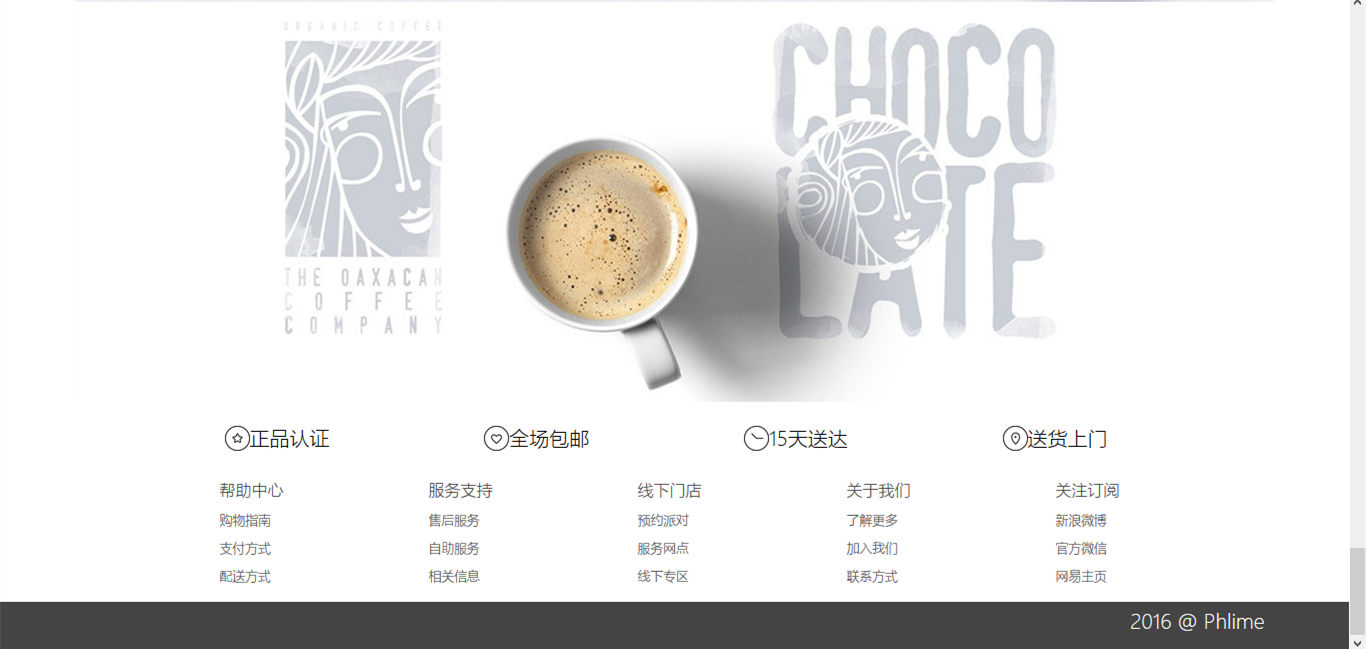 ORGANIC COFFEE
THE OAXACAN
COFFEE
COMPANY
CHOCO
LATE
正品认证 全场包邮 15天送达 送货上门
帮助中心 服务支持 线下门店 关于我们 关注订阅
购物指南 售后服务 预约派对 了解更多 新浪微博
支付方式 自助服务 服务网点 加入我们 官方微信
配送方式 相关信息 线下专区 联系方式 网易主页
2016 @ Phlime